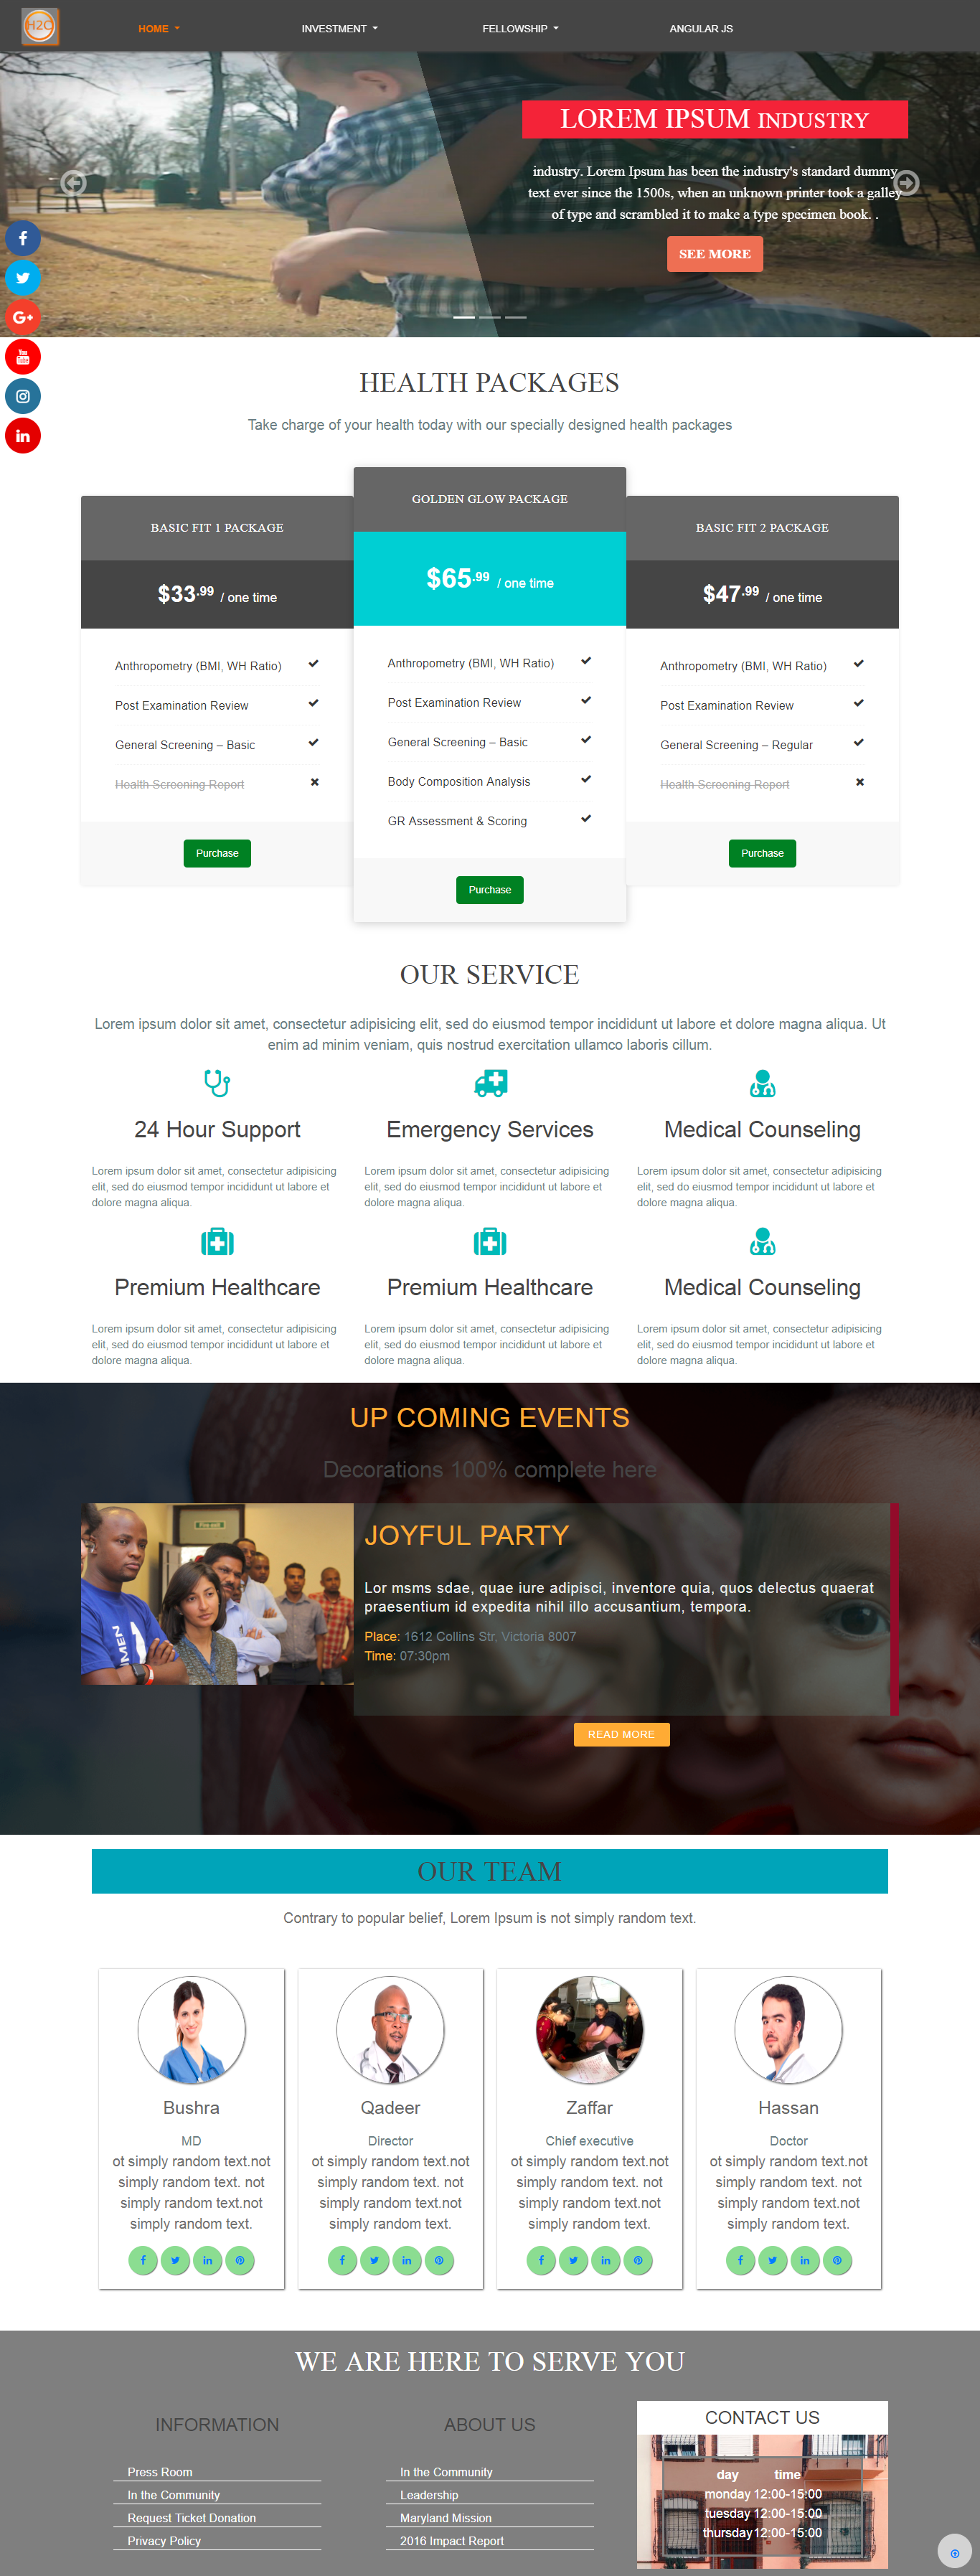 H2O
HOME
INVESTMENT
FELLOWSHIP
ANGULAR JS
LOREM IPSUM INDUSTRY
industry. Lorem Ipsum has been the industry's standard dummy
text ever since the 1500s, when an unknown printer took a galley
of type and scrambled it to make a type specimen book. .
SEE MORE
HEALTH PACKAGES
Take charge of your health today with our specially designed health packages
BASIC FIT 1 PACKAGE
$33.99 / one time
Anthropometry (BMI, WH Ratio)
Post Examination Review
General Screening – Basic
Health Screening Report
Purchase
GOLDEN GLOW PACKAGE
$65.99 / one time
Anthropometry (BMI, WH Ratio)
Post Examination Review
General Screening – Basic
Body Composition Analysis
GR Assessment & Scoring
Purchase
BASIC FIT 2 PACKAGE
$47.99 / one time
Anthropometry (BMI, WH Ratio)
Post Examination Review
General Screening – Regular
Health Screening Report
Purchase
OUR SERVICE
Lorem ipsum dolor sit amet, consectetur adipisicing elit, sed do eiusmod tempor incididunt ut labore et dolore magna aliqua. Ut
enim ad minim veniam, quis nostrud exercitation ullamco laboris cillum.
24 Hour Support
Lorem ipsum dolor sit amet, consectetur adipisicing
elit, sed do eiusmod tempor incididunt ut labore et
dolore magna aliqua.
Emergency Services
Lorem ipsum dolor sit amet, consectetur adipisicing
elit, sed do eiusmod tempor incididunt ut labore et
dolore magna aliqua.
Medical Counseling
Lorem ipsum dolor sit amet, consectetur adipisicing
elit, sed do eiusmod tempor incididunt ut labore et
dolore magna aliqua.
Premium Healthcare
Lorem ipsum dolor sit amet, consectetur adipisicing
elit, sed do eiusmod tempor incididunt ut labore et
dolore magna aliqua.
Premium Healthcare
Lorem ipsum dolor sit amet, consectetur adipisicing
elit, sed do eiusmod tempor incididunt ut labore et
dolore magna aliqua.
Medical Counseling
Lorem ipsum dolor sit amet, consectetur adipisicing
elit, sed do eiusmod tempor incididunt ut labore et
dolore magna aliqua.
UP COMING EVENTS
Decorations 100% complete here
JOYFUL PARTY
Lor msms sdae, quae iure adipisci, inventore quia, quos delectus quaerat
praesentium id expedita nihil illo accusantium, tempora.
Place: 1612 Collins Str, Victoria 8007
Time: 07:30pm
READ MORE
OUR TEAM
Contrary to popular belief, Lorem Ipsum is not simply random text.
Bushra
MD
ot simply random text.not
simply random text. not
simply random text.not
simply random text.
Qadeer
Director
ot simply random text.not
simply random text. not
simply random text.not
simply random text.
Zaffar
Chief executive
ot simply random text.not
simply random text. not
simply random text.not
simply random text.
Hassan
Doctor
ot simply random text.not
simply random text. not
simply random text.not
simply random text.
WE ARE HERE TO SERVE YOU
INFORMATION
Press Room
In the Community
Request Ticket Donation
Privacy Policy
ABOUT US
In the Community
Leadership
Maryland Mission
2016 Impact Report
CONTACT US
day time
monday 12:00-15:00
tuesday 12:00-15:00
thursday 12:00-15:00